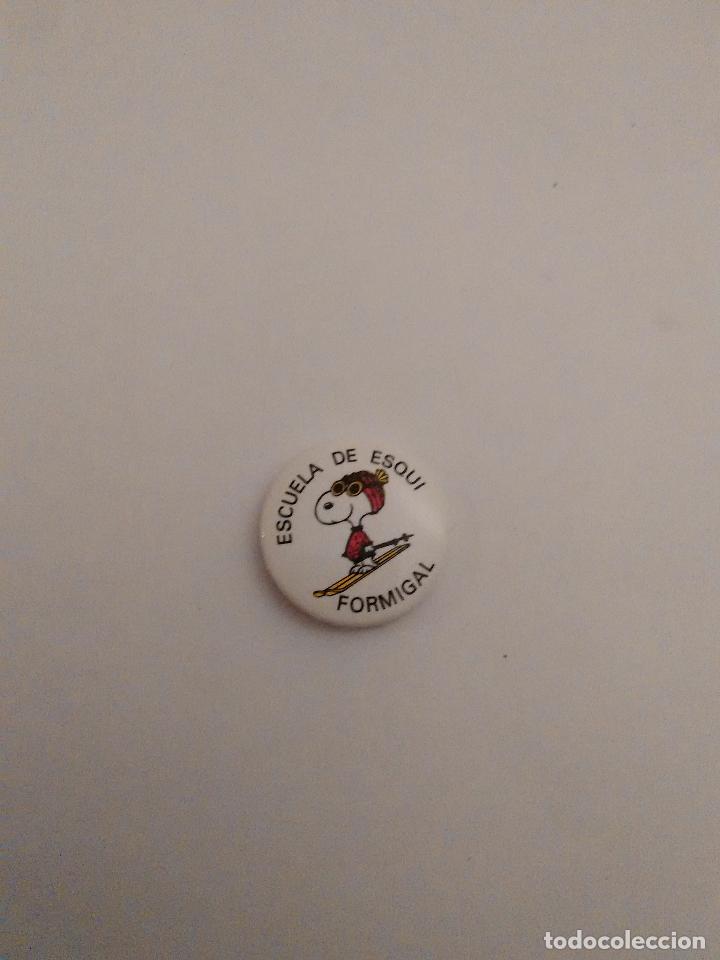 ESCUELA DE ESQUI
FORMIGAL
todocoleccion